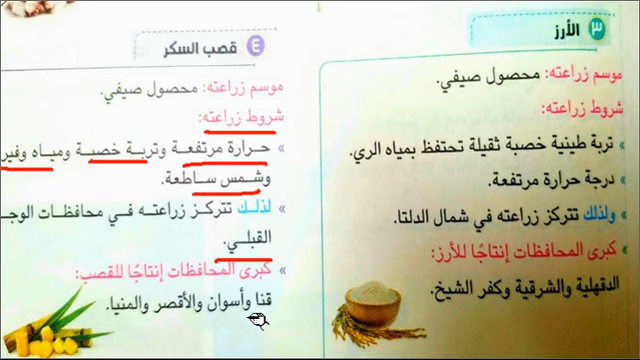 ٣ الأرز
موسم زراعته: محصول صيفي.
شروط زراعته:
» تربة طينية خصبة ثقيلة تحتفظ بمياه الري.
» درجة حرارة مرتفعة.
» ولذلك تتركز زراعته في شمال الدلتا.
» كبرى المحافظات إنتاجًا للأرز:
الدقهلية والشرقية وكفر الشيخ.
٤ قصب السكر
موسم زراعته: محصول صيفي.
شروط زراعته:
» حرارة مرتفعة وتربة خصبة ومياه وفير
وشمس ساطعة.
» لذلك تتركز زراعته في محافظات الوجـ
القبلي.
» كبرى المحافظات إنتاجًا للقصب:
قنا وأسوان والأقصر والمنيا.